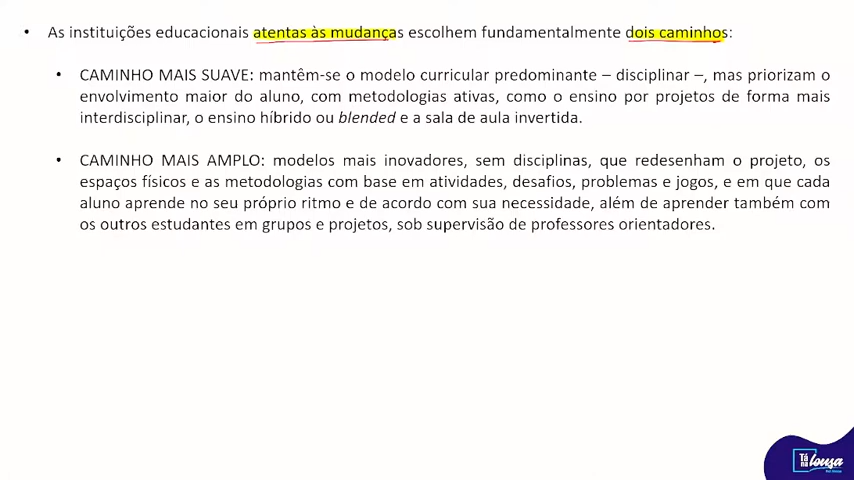 • As instituições educacionais atentas às mudanças escolhem fundamentalmente dois caminhos:
• CAMINHO MAIS SUAVE: mantêm-se o modelo curricular predominante – disciplinar –, mas priorizam o
envolvimento maior do aluno, com metodologias ativas, como o ensino por projetos de forma mais
interdisciplinar, o ensino híbrido ou blended e a sala de aula invertida.
• CAMINHO MAIS AMPLO: modelos mais inovadores, sem disciplinas, que redesenham o projeto, os
espaços físicos e as metodologias com base em atividades, desafios, problemas e jogos, e em que cada
aluno aprende no seu próprio ritmo e de acordo com sua necessidade, além de aprender também com
os outros estudantes em grupos e projetos, sob supervisão de professores orientadores.
Tá
na lousa